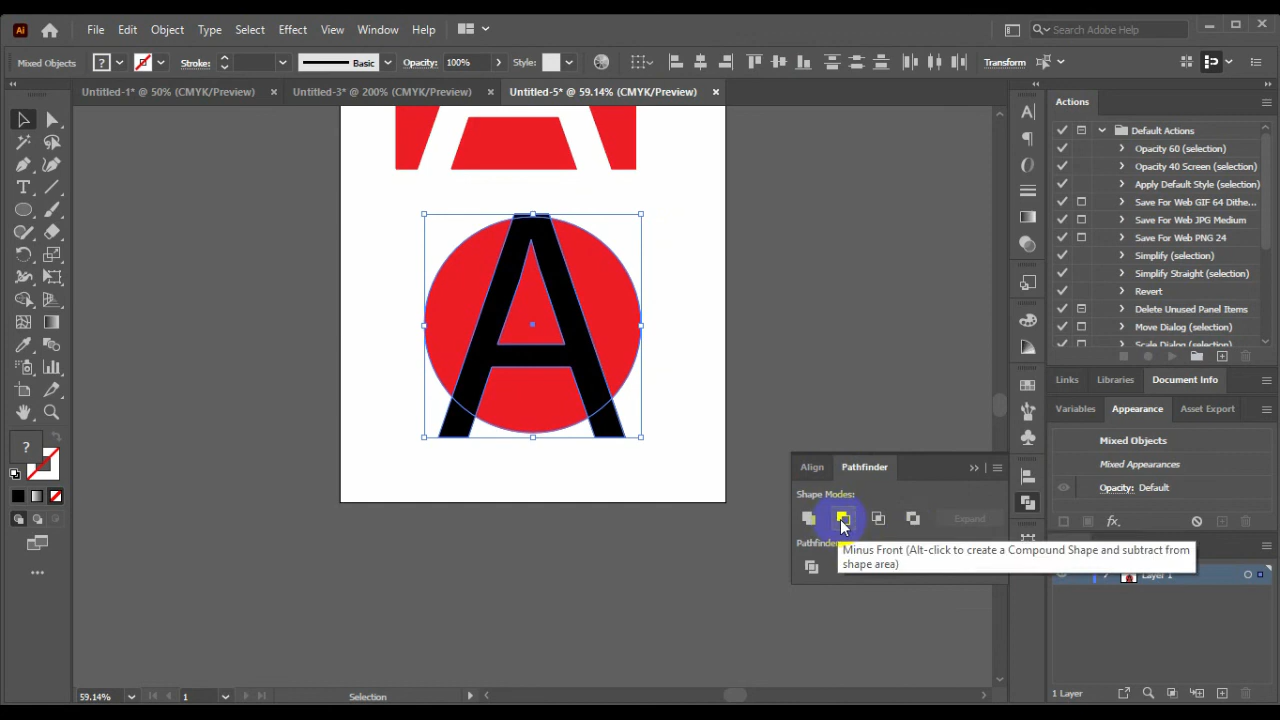 Ai File Edit Object Type Select Effect View Window Help Search Adobe Help
Mixed Objects ? Stroke: Basic Opacity: 100% Style: Transform
Untitled-1* @ 50% (CMYK/Preview) × Untitled-3* @ 200% (CMYK/Preview) × Untitled-5* @ 59.14% (CMYK/Preview) ×
Actions
Default Actions
Opacity 60 (selection)
Opacity 40 Screen (selection)
Apply Default Style (selection)
Save For Web GIF 64 Dithe...
Save For Web JPG Medium
Save For Web PNG 24
Simplify (selection)
Simplify Straight (selection)
Revert
Delete Unused Panel Items
Move Dialog (selection)
Scale Dialog (selection)
Links Libraries Document Info
Variables Appearance Asset Export
Mixed Objects
Mixed Appearances
Opacity: Default
fx
A
A
?
Align Pathfinder
Shape Modes:
Expand
Pathfinder
Minus Front (Alt-click to create a Compound Shape and subtract from
shape area)
Layer 1
1 Layer
59.14% 1 Selection